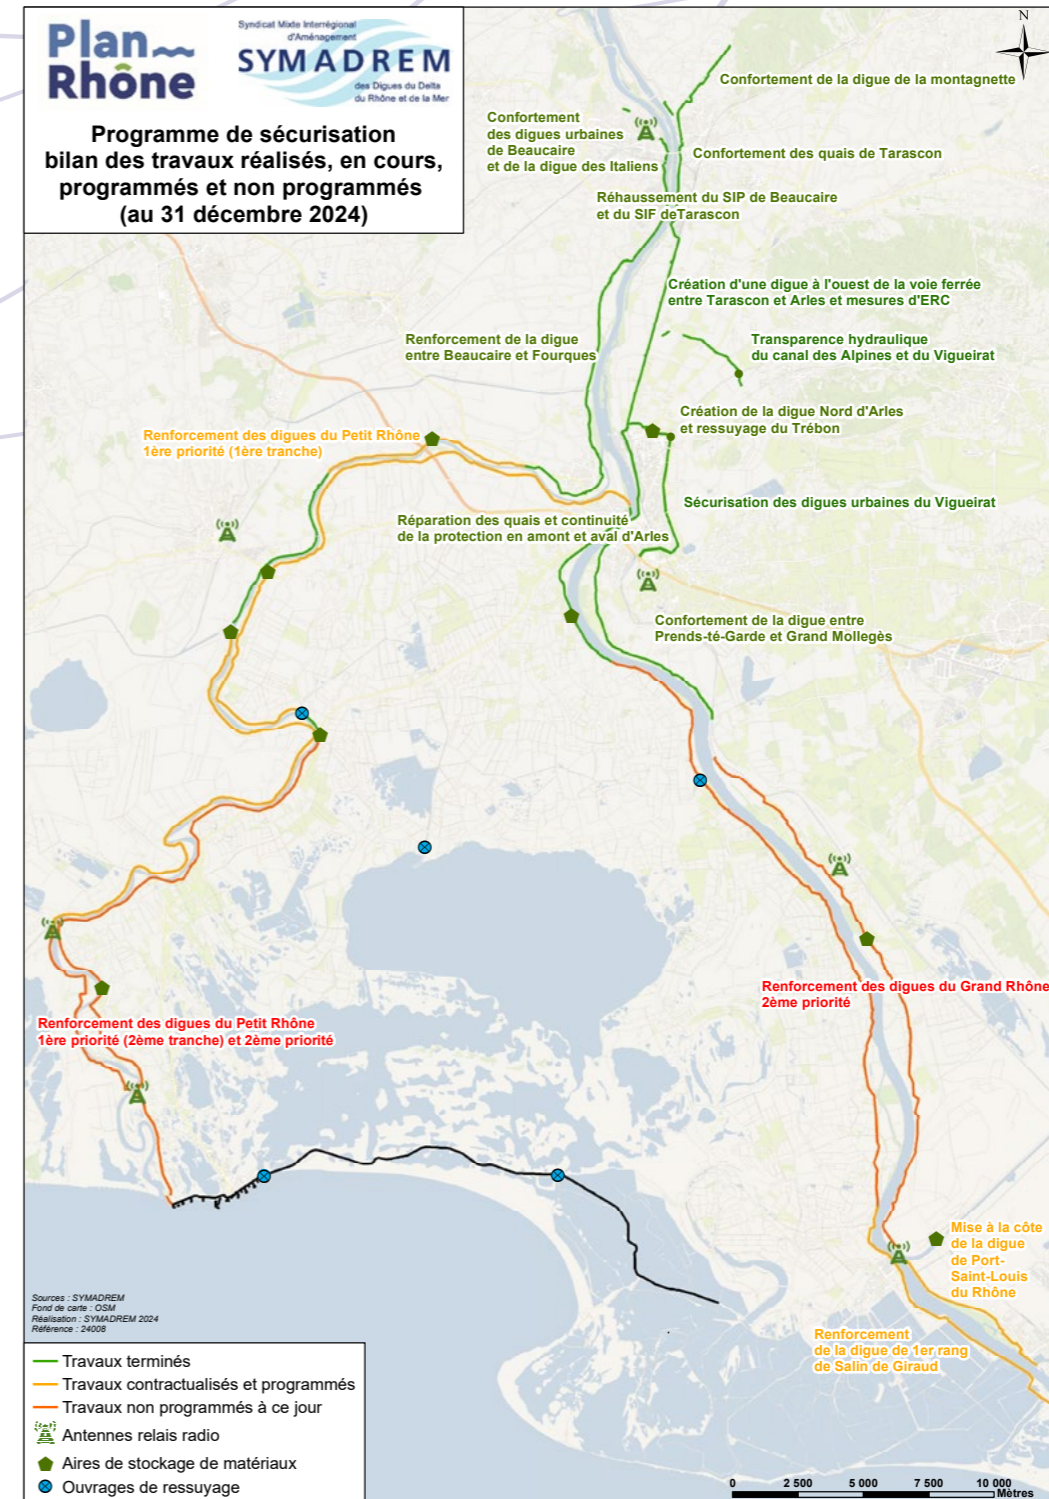 Plan
Rhône
Syndicat Mixte Interrégional
d'Aménagement
SYMADREM
des Digues du Delta
du Rhône et de la Mer
Programme de sécurisation
bilan des travaux réalisés, en cours,
programmés et non programmés
(au 31 décembre 2024)
N
Confortement de la digue de la montagnette
Confortement
des digues urbaines
de Beaucaire
et de la digue des Italiens
Confortement des quais de Tarascon
Réhaussement du SIP de Beaucaire
et du SIF deTarascon
Création d'une digue à l'ouest de la voie ferrée
entre Tarascon et Arles et mesures d'ERC
Renforcement de la digue
entre Beaucaire et Fourques
Transparence hydraulique
du canal des Alpines et du Vigueirat
Création de la digue Nord d'Arles
et ressuyage du Trébon
Renforcement des digues du Petit Rhône
1ère priorité (1ère tranche)
Sécurisation des digues urbaines du Vigueirat
Réparation des quais et continuité
de la protection en amont et aval d'Arles
Confortement de la digue entre
Prends-té-Garde et Grand Mollegès
Renforcement des digues du Grand Rhône
2ème priorité
Renforcement des digues du Petit Rhône
1ère priorité (2ème tranche) et 2ème priorité
Mise à la côte
de la digue
de Port-
Saint-Louis
du Rhône
Renforcement
de la digue de 1er rang
de Salin de Giraud
Sources : SYMADREM
Fond de carte : OSM
Réalisation : SYMADREM 2024
Référence : 24008
Travaux terminés
Travaux contractualisés et programmés
Travaux non programmés à ce jour
Antennes relais radio
Aires de stockage de matériaux
Ouvrages de ressuyage
0 2 500 5 000 7 500 10 000
Mètres